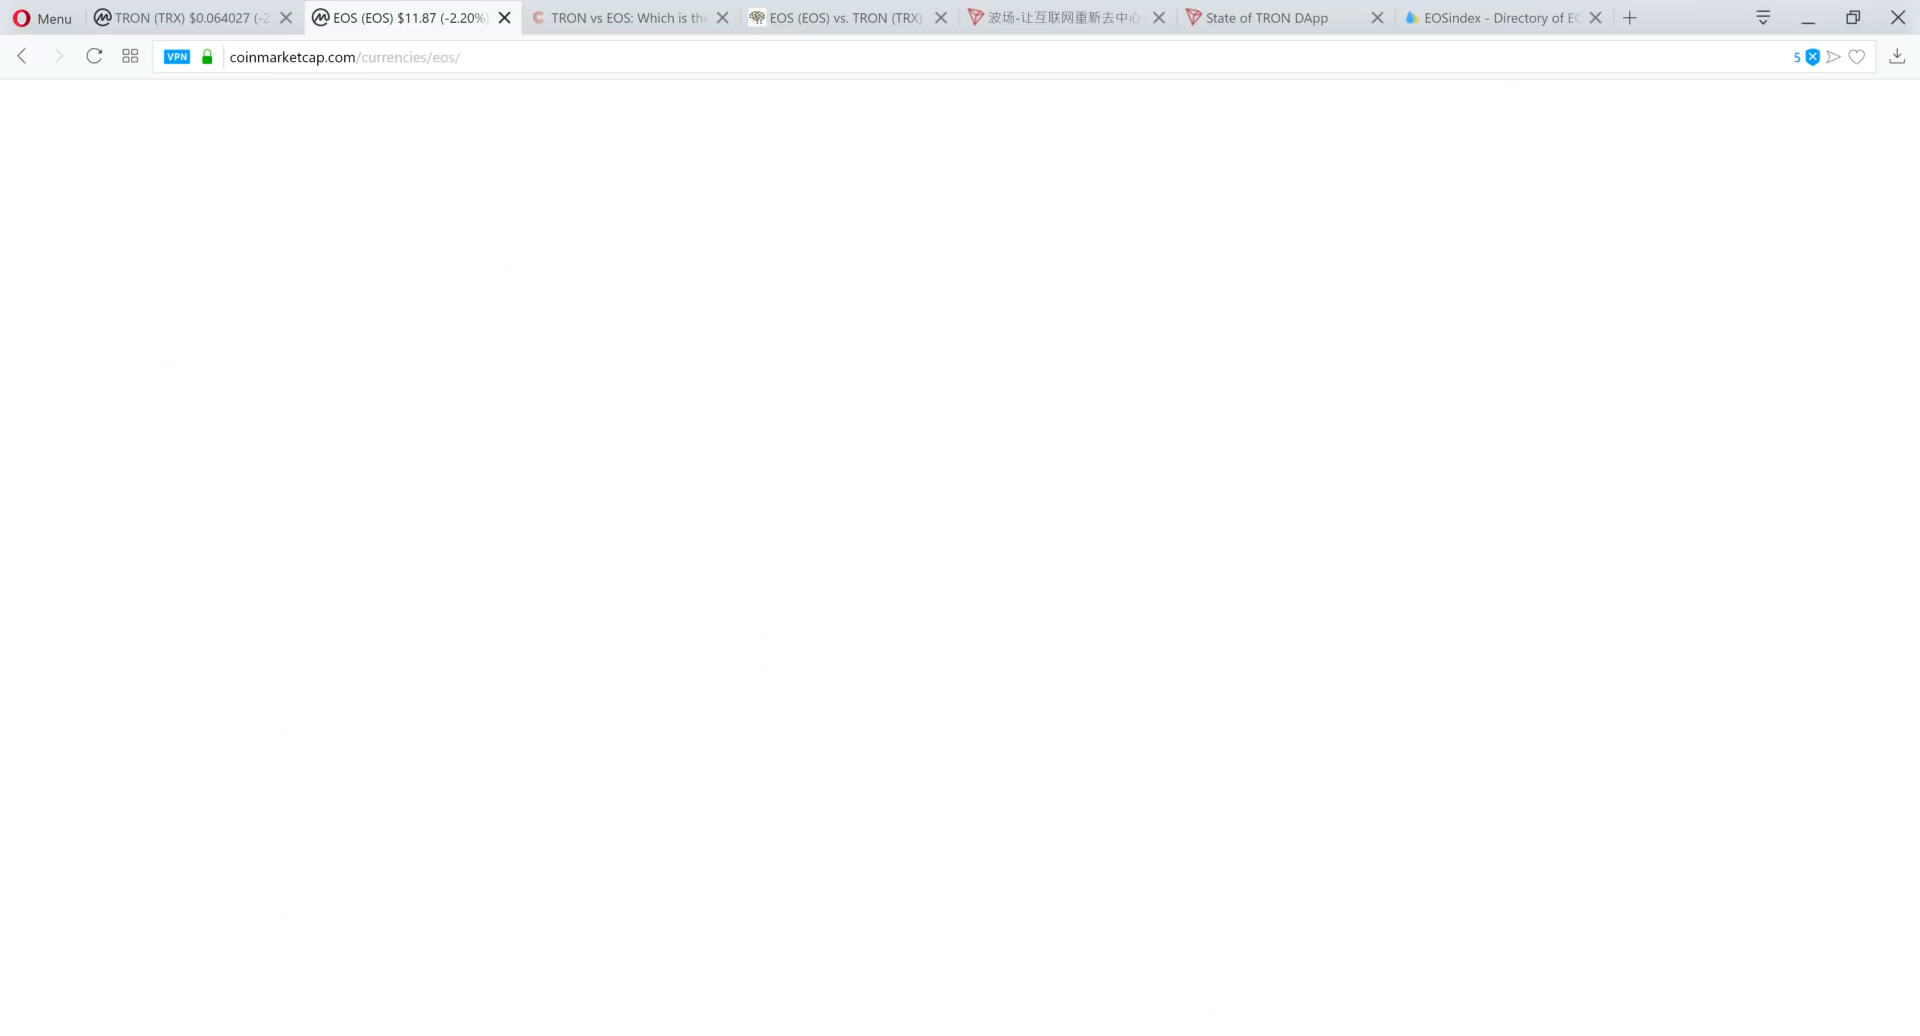 Menu
TRON (TRX) $0.064027 (-2
EOS (EOS) $11.87 (-2.20%)
TRON vs EOS: Which is the
EOS (EOS) vs. TRON (TRX)
波场-让互联网重新去中心
State of TRON DApp
EOSindex - Directory of EO
VPN
coinmarketcap.com/currencies/eos/
5